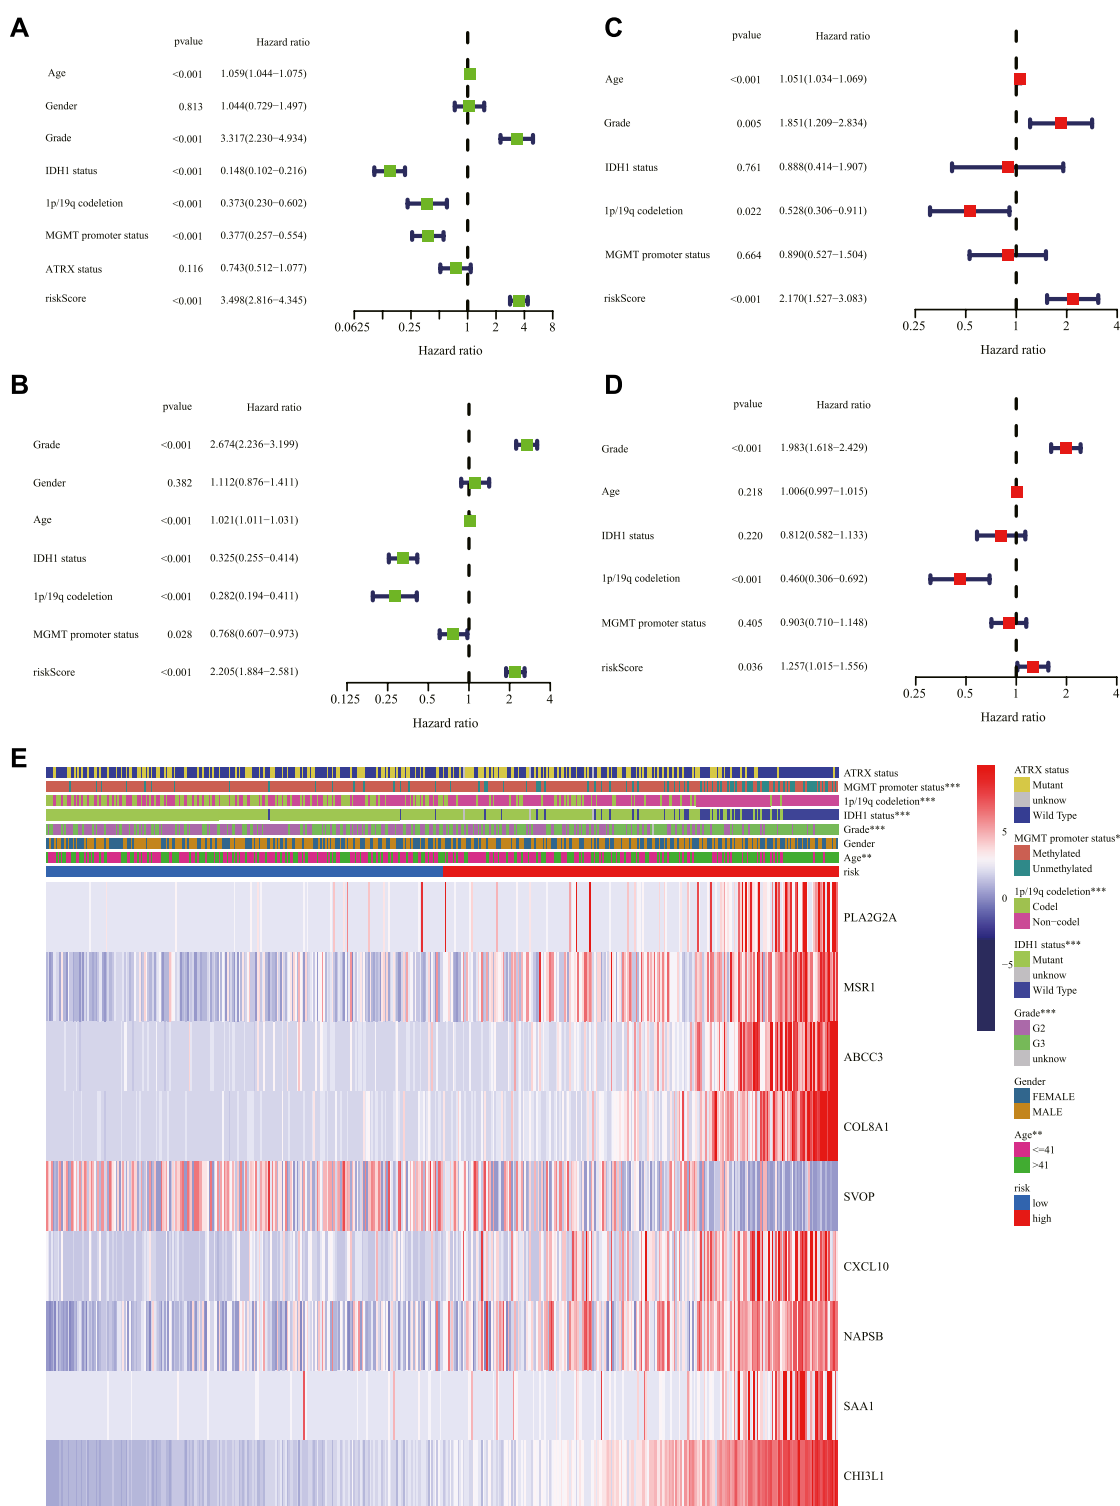 A
pvalue Hazard ratio
Age <0.001 1.059(1.044−1.075)
Gender 0.813 1.044(0.729−1.497)
Grade <0.001 3.317(2.230−4.934)
IDH1 status <0.001 0.148(0.102−0.216)
1p/19q codeletion <0.001 0.373(0.230−0.602)
MGMT promoter status <0.001 0.377(0.257−0.554)
ATRX status 0.116 0.743(0.512−1.077)
riskScore <0.001 3.498(2.816−4.345)
0.0625 0.25 1 2 4 8
Hazard ratio
C
pvalue Hazard ratio
Age <0.001 1.051(1.034−1.069)
Grade 0.005 1.851(1.209−2.834)
IDH1 status 0.761 0.888(0.414−1.907)
1p/19q codeletion 0.022 0.528(0.306−0.911)
MGMT promoter status 0.664 0.890(0.527−1.504)
riskScore <0.001 2.170(1.527−3.083)
0.25 0.5 1 2 4
Hazard ratio
B
pvalue Hazard ratio
Grade <0.001 2.674(2.236−3.199)
Gender 0.382 1.112(0.876−1.411)
Age <0.001 1.021(1.011−1.031)
IDH1 status <0.001 0.325(0.255−0.414)
1p/19q codeletion <0.001 0.282(0.194−0.411)
MGMT promoter status 0.028 0.768(0.607−0.973)
riskScore <0.001 2.205(1.884−2.581)
0.125 0.25 0.5 1 2 4
Hazard ratio
D
pvalue Hazard ratio
Grade <0.001 1.983(1.618−2.429)
Age 0.218 1.006(0.997−1.015)
IDH1 status 0.220 0.812(0.582−1.133)
1p/19q codeletion <0.001 0.460(0.306−0.692)
MGMT promoter status 0.405 0.903(0.710−1.148)
riskScore 0.036 1.257(1.015−1.556)
0.25 0.5 1 2 4
Hazard ratio
E
ATRX status
MGMT promoter status***
1p/19q codeletion***
IDH1 status***
Grade***
Gender
Age**
risk
PLA2G2A
MSR1
ABCC3
COL8A1
SVOP
CXCL10
NAPSB
SAA1
CHI3L1
5
0
−5
ATRX status
Mutant
unknow
Wild Type
MGMT promoter status*
Methylated
Unmethylated
1p/19q codeletion***
Codel
Non−codel
IDH1 status***
Mutant
unknow
Wild Type
Grade***
G2
G3
unknow
Gender
FEMALE
MALE
Age**
<=41
>41
risk
low
high